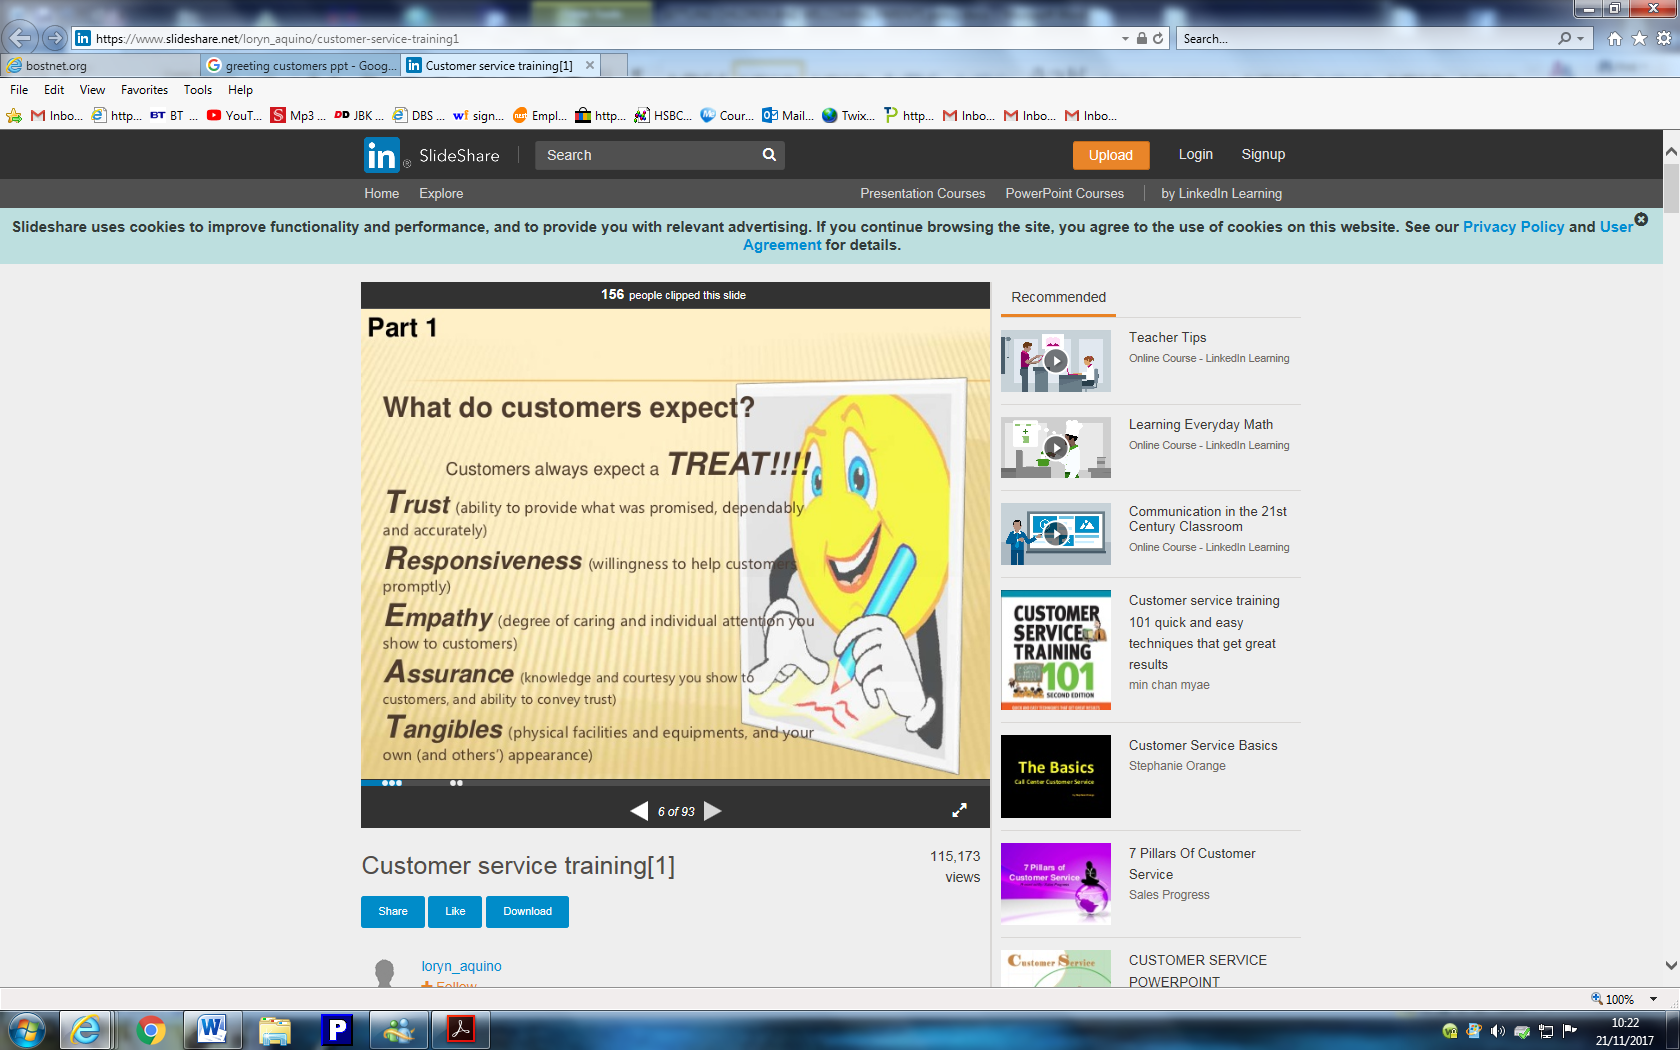 https://www.slideshare.net/loryn_aquino/customer-service-training1
Search...
bostnet.org
greeting customers ppt - Goog...
Customer service training[1]
File Edit View Favorites Tools Help
Inbo... http... BT ... YouT... Mp3 ... JBK ... DBS ... sign... Empl... http... HSBC... Cour... Mail... Twix... http... Inbo... Inbo... Inbo...
in SlideShare
Search
Upload Login Signup
Home Explore Presentation Courses PowerPoint Courses by LinkedIn Learning
Slideshare uses cookies to improve functionality and performance, and to provide you with relevant advertising. If you continue browsing the site, you agree to the use of cookies on this website. See our Privacy Policy and User
Agreement for details.
156 people clipped this slide
Part 1
What do customers expect?
Customers always expect a TREAT!!!!
Trust (ability to provide what was promised, dependably
and accurately)
Responsiveness (willingness to help customers
promptly)
Empathy (degree of caring and individual attention you
show to customers)
Assurance (knowledge and courtesy you show to
customers, and ability to convey trust)
Tangibles (physical facilities and equipments, and your
own (and others') appearance)
6 of 93
Customer service training[1]
115,173
views
Share Like Download
loryn_aquino
+ Follow
Recommended
Teacher Tips
Online Course - LinkedIn Learning
Learning Everyday Math
Online Course - LinkedIn Learning
Communication in the 21st
Century Classroom
Online Course - LinkedIn Learning
CUSTOMER
SERVICE
TRAINING
101
SECOND EDITION
Customer service training
101 quick and easy
techniques that get great
results
min chan myae
The Basics
Call Center Customer Service
Customer Service Basics
Stephanie Orange
7 Pillars of
Customer Service
7 Pillars Of Customer
Service
Sales Progress
Customer Service
CUSTOMER SERVICE
POWERPOINT
100%
10:22
21/11/2017